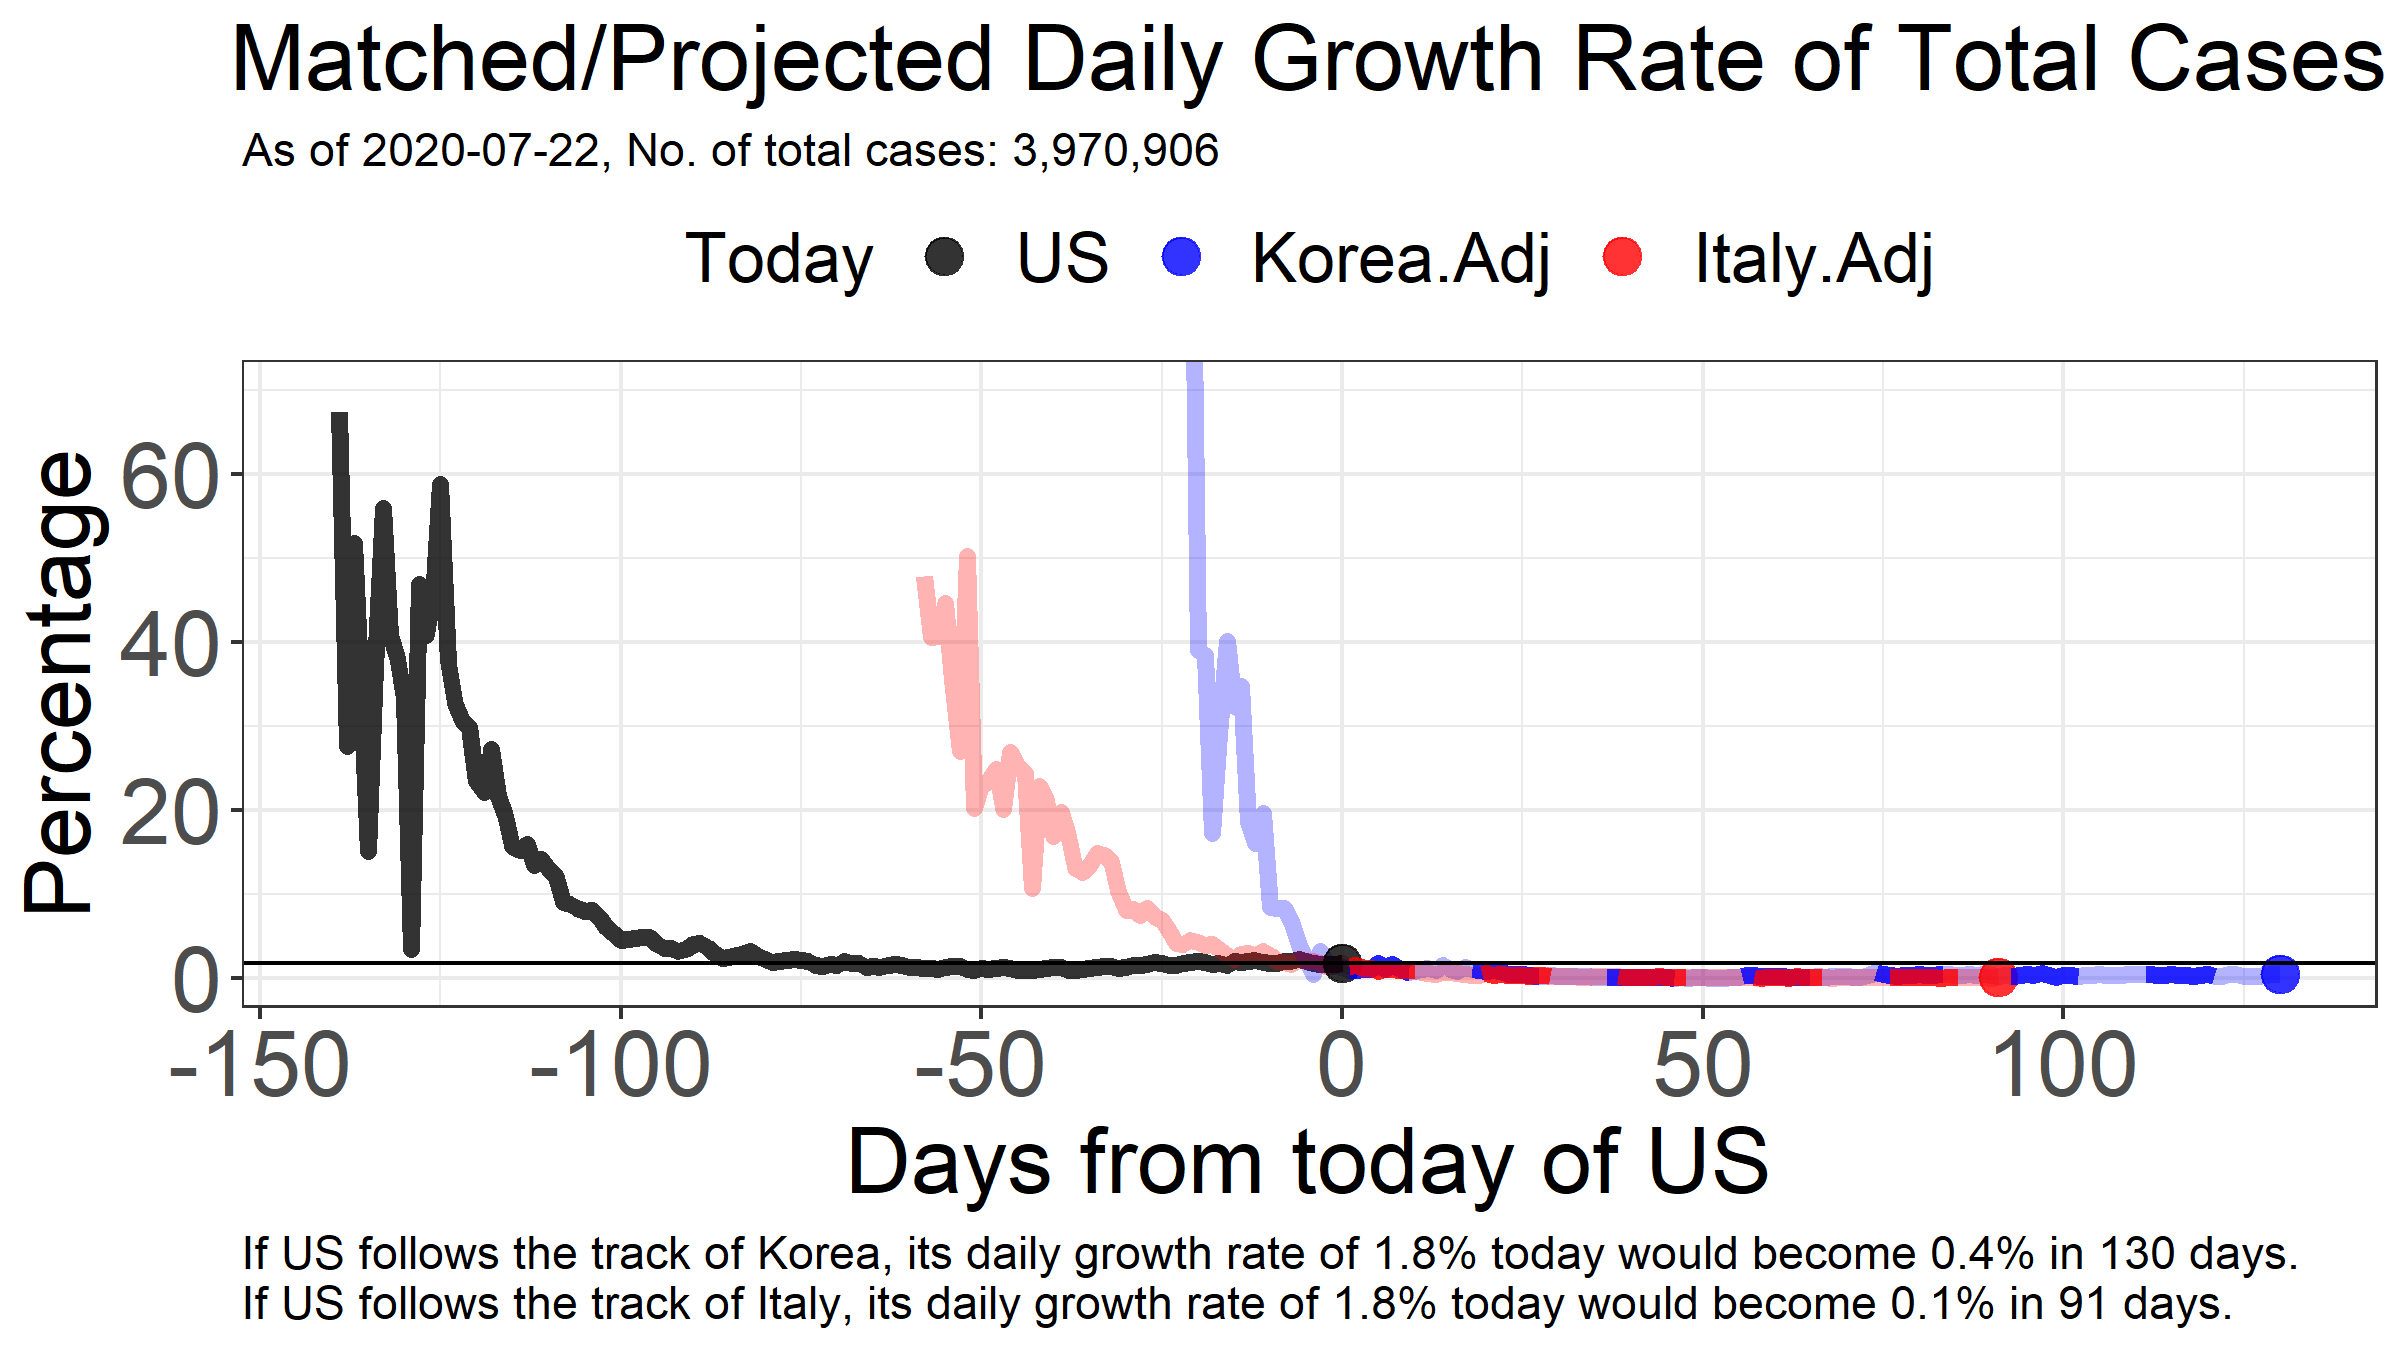 Matched/Projected Daily Growth Rate of Total Cases
As of 2020-07-22, No. of total cases: 3,970,906
Today US Korea.Adj Italy.Adj
Percentage
60
40
20
0
-150 -100 -50 0 50 100
Days from today of US
If US follows the track of Korea, its daily growth rate of 1.8% today would become 0.4% in 130 days.
If US follows the track of Italy, its daily growth rate of 1.8% today would become 0.1% in 91 days.